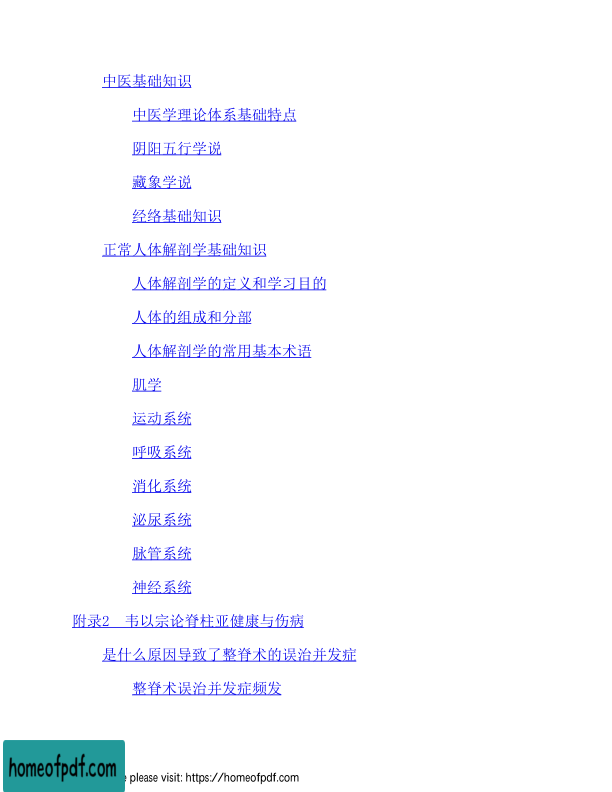 中医基础知识
中医学理论体系基础特点
阴阳五行学说
藏象学说
经络基础知识
正常人体解剖学基础知识
人体解剖学的定义和学习目的
人体的组成和分部
人体解剖学的常用基本术语
肌学
运动系统
呼吸系统
消化系统
泌尿系统
脉管系统
神经系统
附录2　韦以宗论脊柱亚健康与伤病
是什么原因导致了整脊术的误治并发症
整脊术误治并发症频发
homeofpdf.com please visit: https://homeofpdf.com